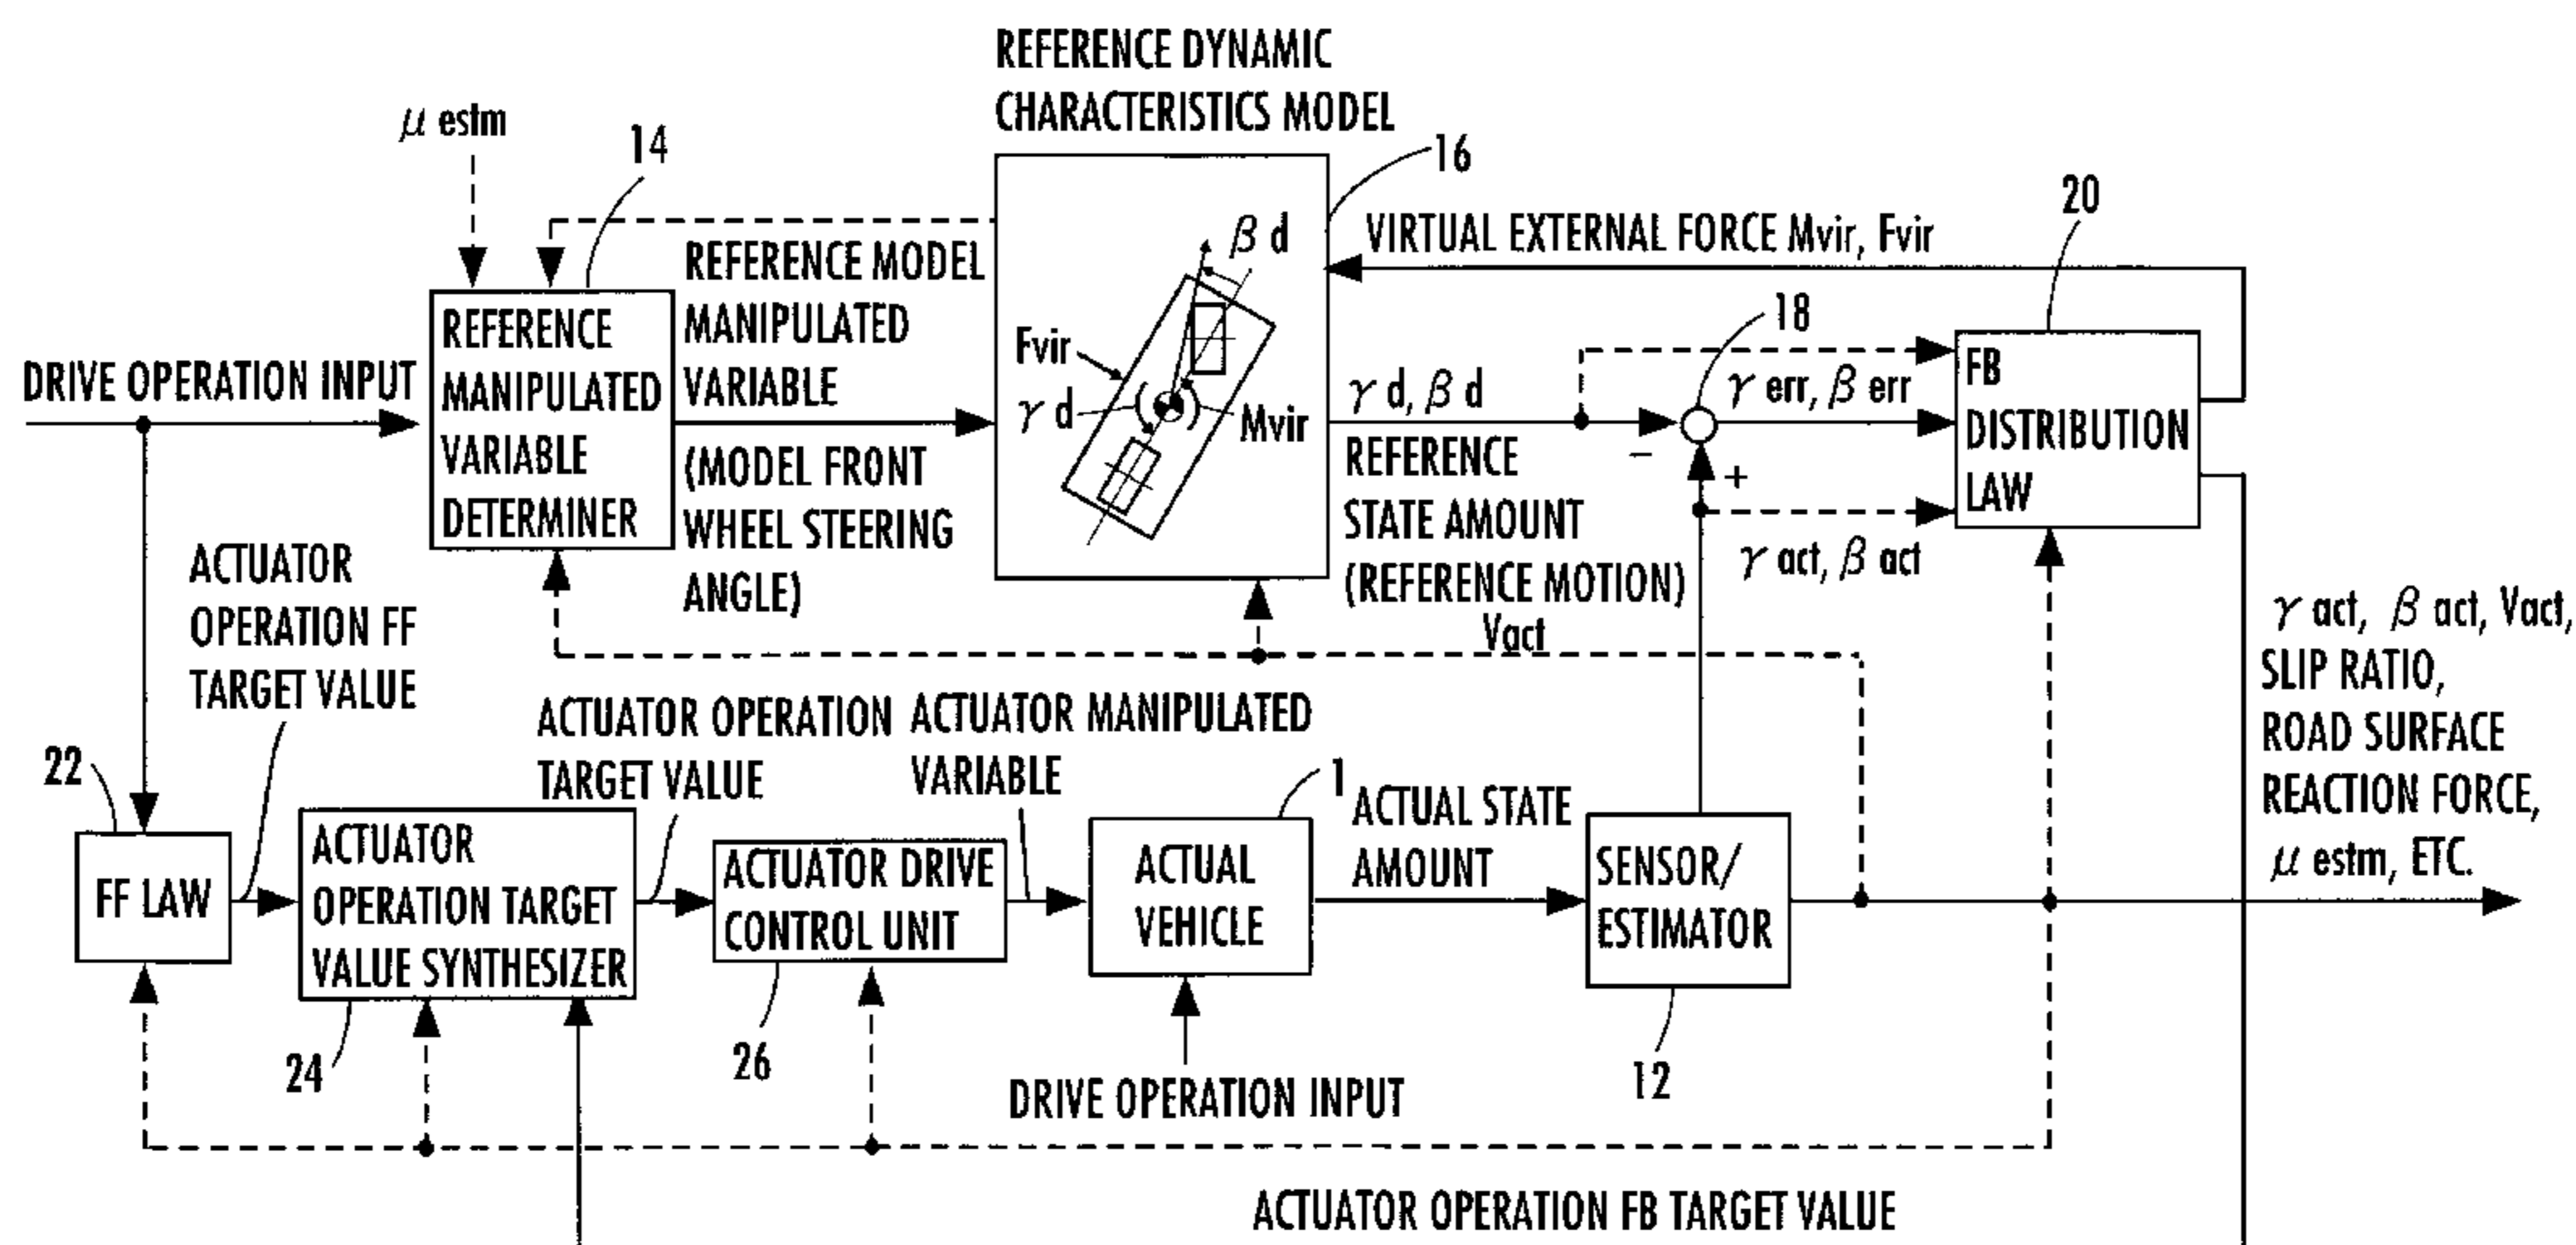 REFERENCE DYNAMIC
CHARACTERISTICS MODEL
μ estm
14
16
20
β d
VIRTUAL EXTERNAL FORCE Mvir, Fvir
REFERENCE MODEL
MANIPULATED
VARIABLE
(MODEL FRONT
WHEEL STEERING
ANGLE)
REFERENCE
MANIPULATED
VARIABLE
DETERMINER
DRIVE OPERATION INPUT
Fvir
γ d
Mvir
18
γ d, β d
γ err, β err
FB
DISTRIBUTION
LAW
REFERENCE
STATE AMOUNT
(REFERENCE MOTION)
−
+
γ act, β act
Vact
ACTUATOR
OPERATION FF
TARGET VALUE
γ act, β act, Vact,
SLIP RATIO,
ROAD SURFACE
REACTION FORCE,
μ estm, ETC.
22
ACTUATOR OPERATION
TARGET VALUE
ACTUATOR MANIPULATED
VARIABLE
1
ACTUAL STATE
AMOUNT
FF LAW
ACTUATOR
OPERATION TARGET
VALUE SYNTHESIZER
ACTUATOR DRIVE
CONTROL UNIT
ACTUAL
VEHICLE
SENSOR/
ESTIMATOR
24
26
12
DRIVE OPERATION INPUT
ACTUATOR OPERATION FB TARGET VALUE